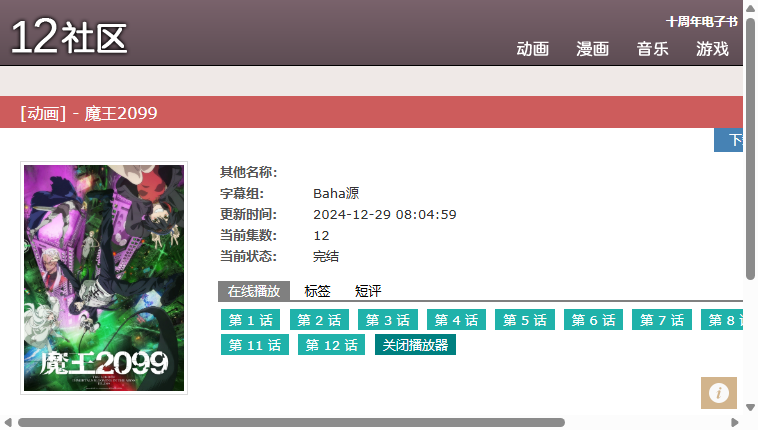 12社区
十周年电子书
动画 漫画 音乐 游戏
[动画] - 魔王2099
其他名称:
字幕组: Baha源
更新时间: 2024-12-29 08:04:59
当前集数: 12
当前状态: 完结
在线播放 标签 短评
第 1 话 第 2 话 第 3 话 第 4 话 第 5 话 第 6 话 第 7 话 第 8
第 11 话 第 12 话 关闭播放器
魔王2099